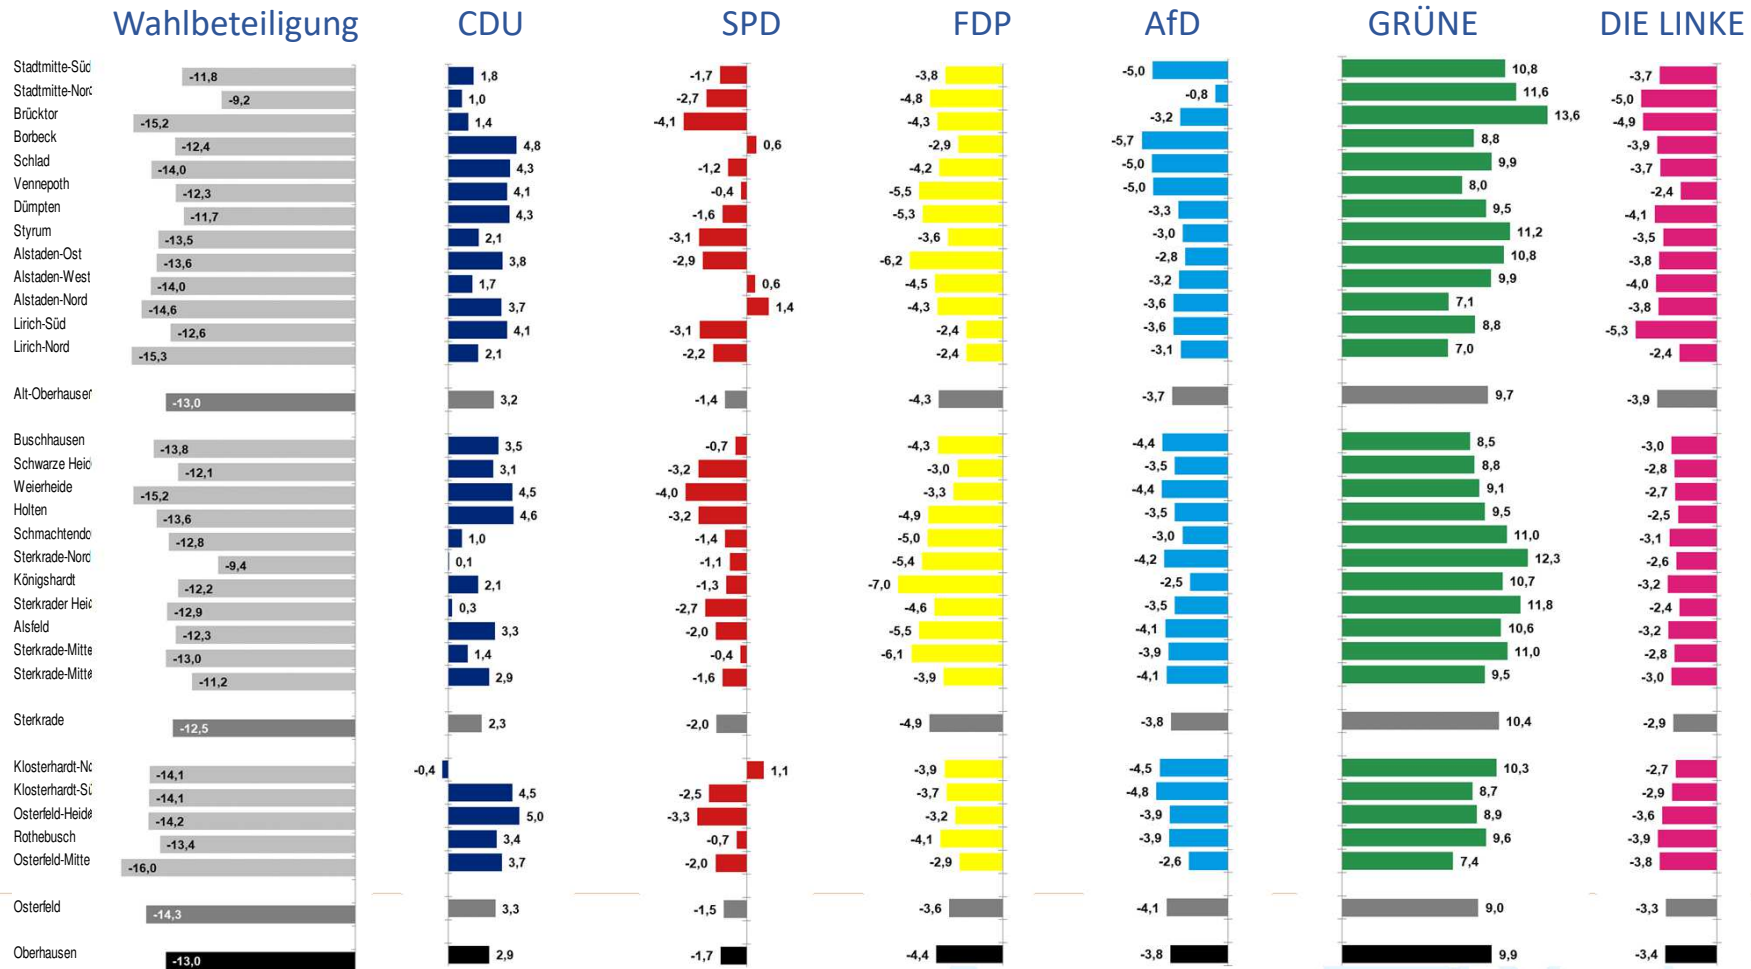 Wahlbeteiligung CDU SPD FDP AfD GRÜNE DIE LINKE
Stadtmitte-Süd -11,8 1,8 -1,7 -3,8 -5,0 10,8 -3,7
Stadtmitte-Nord -9,2 1,0 -2,7 -4,8 -0,8 11,6 -5,0
Brücktor -15,2 1,4 -4,1 -4,3 -3,2 13,6 -4,9
Borbeck -12,4 4,8 0,6 -2,9 -5,7 8,8 -3,9
Schlad -14,0 4,3 -1,2 -4,2 -5,0 9,9 -3,7
Vennepoth -12,3 4,1 -0,4 -5,5 -5,0 8,0 -2,4
Dümpten -11,7 4,3 -1,6 -5,3 -3,3 9,5 -4,1
Styrum -13,5 2,1 -3,1 -3,6 -3,0 11,2 -3,5
Alstaden-Ost -13,6 3,8 -2,9 -6,2 -2,8 10,8 -3,8
Alstaden-West -14,0 1,7 0,6 -4,5 -3,2 9,9 -4,0
Alstaden-Nord -14,6 3,7 1,4 -4,3 -3,6 7,1 -3,8
Lirich-Süd -12,6 4,1 -3,1 -2,4 -3,6 8,8 -5,3
Lirich-Nord -15,3 2,1 -2,2 -2,4 -3,1 7,0 -2,4
Alt-Oberhausen -13,0 3,2 -1,4 -4,3 -3,7 9,7 -3,9
Buschhausen -13,8 3,5 -0,7 -4,3 -4,4 8,5 -3,0
Schwarze Heid -12,1 3,1 -3,2 -3,0 -3,5 8,8 -2,8
Weierheide -15,2 4,5 -4,0 -3,3 -4,4 9,1 -2,7
Holten -13,6 4,6 -3,2 -4,9 -3,5 9,5 -2,5
Schmachtendo -12,8 1,0 -1,4 -5,0 -3,0 11,0 -3,1
Sterkrade-Nord -9,4 0,1 -1,1 -5,4 -4,2 12,3 -2,6
Königshardt -12,2 2,1 -1,3 -7,0 -2,5 10,7 -3,2
Sterkrader Heid -12,9 0,3 -2,7 -4,6 -3,5 11,8 -2,4
Alsfeld -12,3 3,3 -2,0 -5,5 -4,1 10,6 -3,2
Sterkrade-Mitte -13,0 1,4 -0,4 -6,1 -3,9 11,0 -2,8
Sterkrade-Mitte -11,2 2,9 -1,6 -3,9 -4,1 9,5 -3,0
Sterkrade -12,5 2,3 -2,0 -4,9 -3,8 10,4 -2,9
Klosterhardt-No -14,1 -0,4 1,1 -3,9 -4,5 10,3 -2,7
Klosterhardt-Sü -14,1 4,5 -2,5 -3,7 -4,8 8,7 -2,9
Osterfeld-Heide -14,2 5,0 -3,3 -3,2 -3,9 8,9 -3,6
Rothebusch -13,4 3,4 -0,7 -4,1 -3,9 9,6 -3,9
Osterfeld-Mitte -16,0 3,7 -2,0 -2,9 -2,6 7,4 -3,8
Osterfeld -14,3 3,3 -1,5 -3,6 -4,1 9,0 -3,3
Oberhausen -13,0 2,9 -1,7 -4,4 -3,8 9,9 -3,4